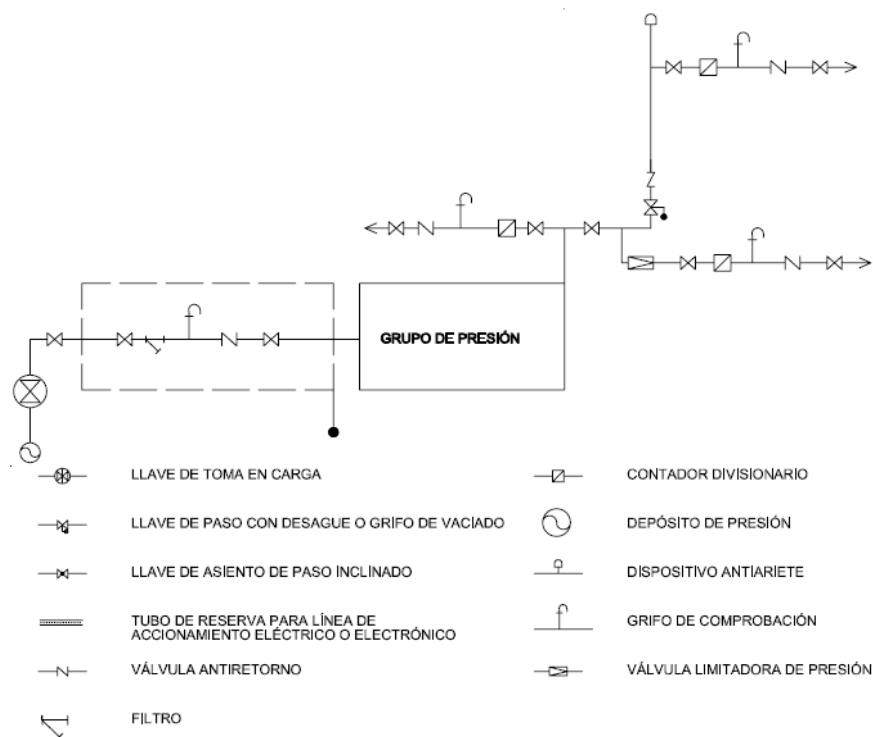 GRUPO DE PRESIÓN
LLAVE DE TOMA EN CARGA
LLAVE DE PASO CON DESAGUE O GRIFO DE VACIADO
LLAVE DE ASIENTO DE PASO INCLINADO
TUBO DE RESERVA PARA LÍNEA DE
ACCIONAMIENTO ELÉCTRICO O ELECTRÓNICO
VÁLVULA ANTIRETORNO
FILTRO
CONTADOR DIVISIONARIO
DEPÓSITO DE PRESIÓN
DISPOSITIVO ANTIARIETE
GRIFO DE COMPROBACIÓN
VÁLVULA LIMITADORA DE PRESIÓN